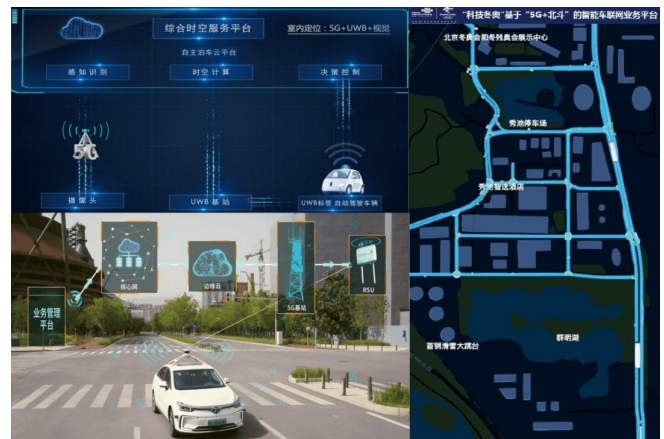 综合时空服务平台
室内定位：5G+UWB+视觉
自主泊车云平台
感知识别
时空计算
决策控制
5G
摄像头
UWB 基站
UWB标签 自动驾驶车辆
核心网
边缘云
5G基站
RSU
业务管理
平台
“科技冬奥”基于“5G+北斗”的智能车联网业务平台
北京冬奥会和冬残奥会展示中心
秀池停车场
秀池智选酒店
群明湖
首钢滑雪大跳台